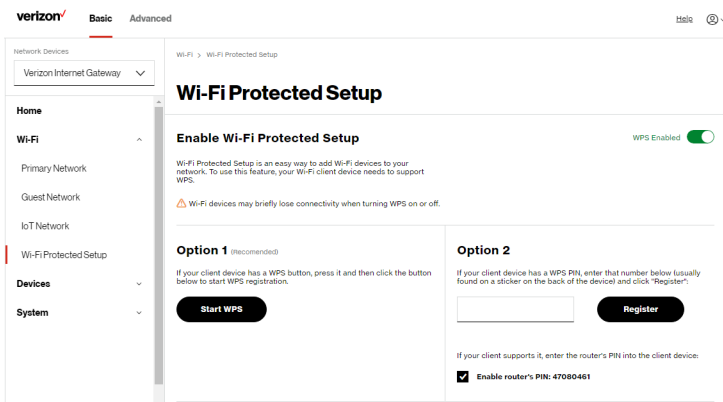 verizon✓
Basic
Advanced
Help
Network Devices
Verizon Internet Gateway
Home
Wi-Fi
Primary Network
Guest Network
IoT Network
Wi-Fi Protected Setup
Devices
System
Wi-Fi > Wi-Fi Protected Setup
Wi-Fi Protected Setup
Enable Wi-Fi Protected Setup
WPS Enabled
Wi-Fi Protected Setup is an easy way to add Wi-Fi devices to your
network. To use this feature, your Wi-Fi client device needs to support
WPS.
Wi-Fi devices may briefly lose connectivity when turning WPS on or off.
Option 1 (Recomended)
If your client device has a WPS button, press it and then click the button
below to start WPS registration.
Start WPS
Option 2
If your client device has a WPS PIN, enter that number below (usually
found on a sticker on the back of the device) and click "Register":
Register
If your client supports it, enter the router's PIN into the client device:
Enable router's PIN: 47080461